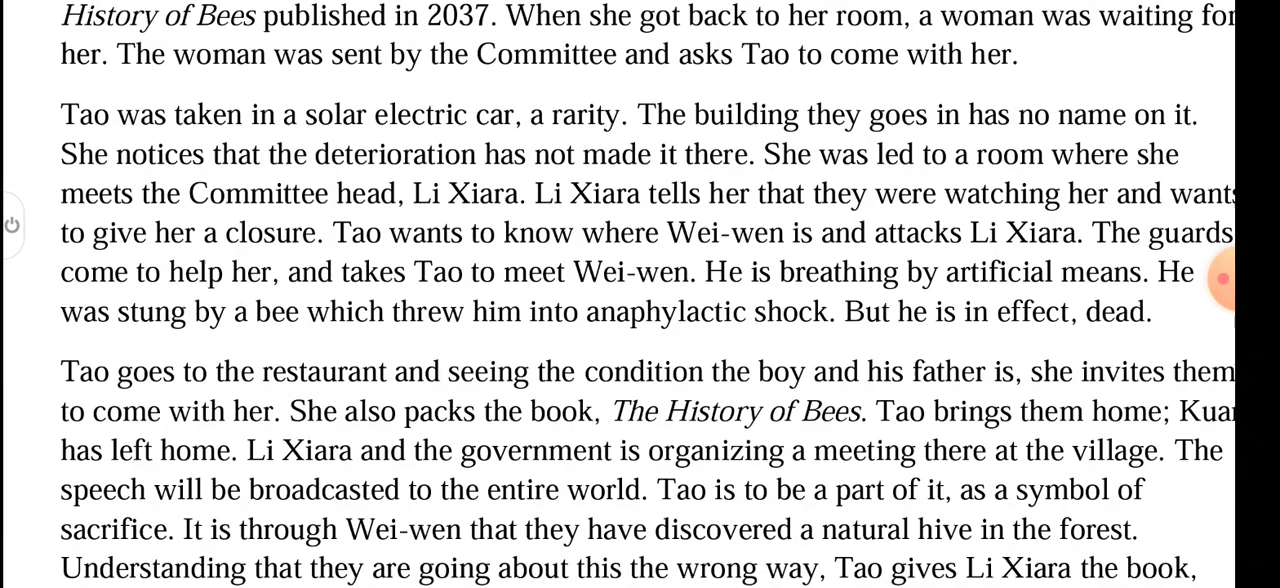 History of Bees published in 2037. When she got back to her room, a woman was waiting for
her. The woman was sent by the Committee and asks Tao to come with her.
Tao was taken in a solar electric car, a rarity. The building they goes in has no name on it.
She notices that the deterioration has not made it there. She was led to a room where she
meets the Committee head, Li Xiara. Li Xiara tells her that they were watching her and wants
to give her a closure. Tao wants to know where Wei-wen is and attacks Li Xiara. The guards
come to help her, and takes Tao to meet Wei-wen. He is breathing by artificial means. He
was stung by a bee which threw him into anaphylactic shock. But he is in effect, dead.
Tao goes to the restaurant and seeing the condition the boy and his father is, she invites them
to come with her. She also packs the book, The History of Bees. Tao brings them home; Kuan
has left home. Li Xiara and the government is organizing a meeting there at the village. The
speech will be broadcasted to the entire world. Tao is to be a part of it, as a symbol of
sacrifice. It is through Wei-wen that they have discovered a natural hive in the forest.
Understanding that they are going about this the wrong way, Tao gives Li Xiara the book,